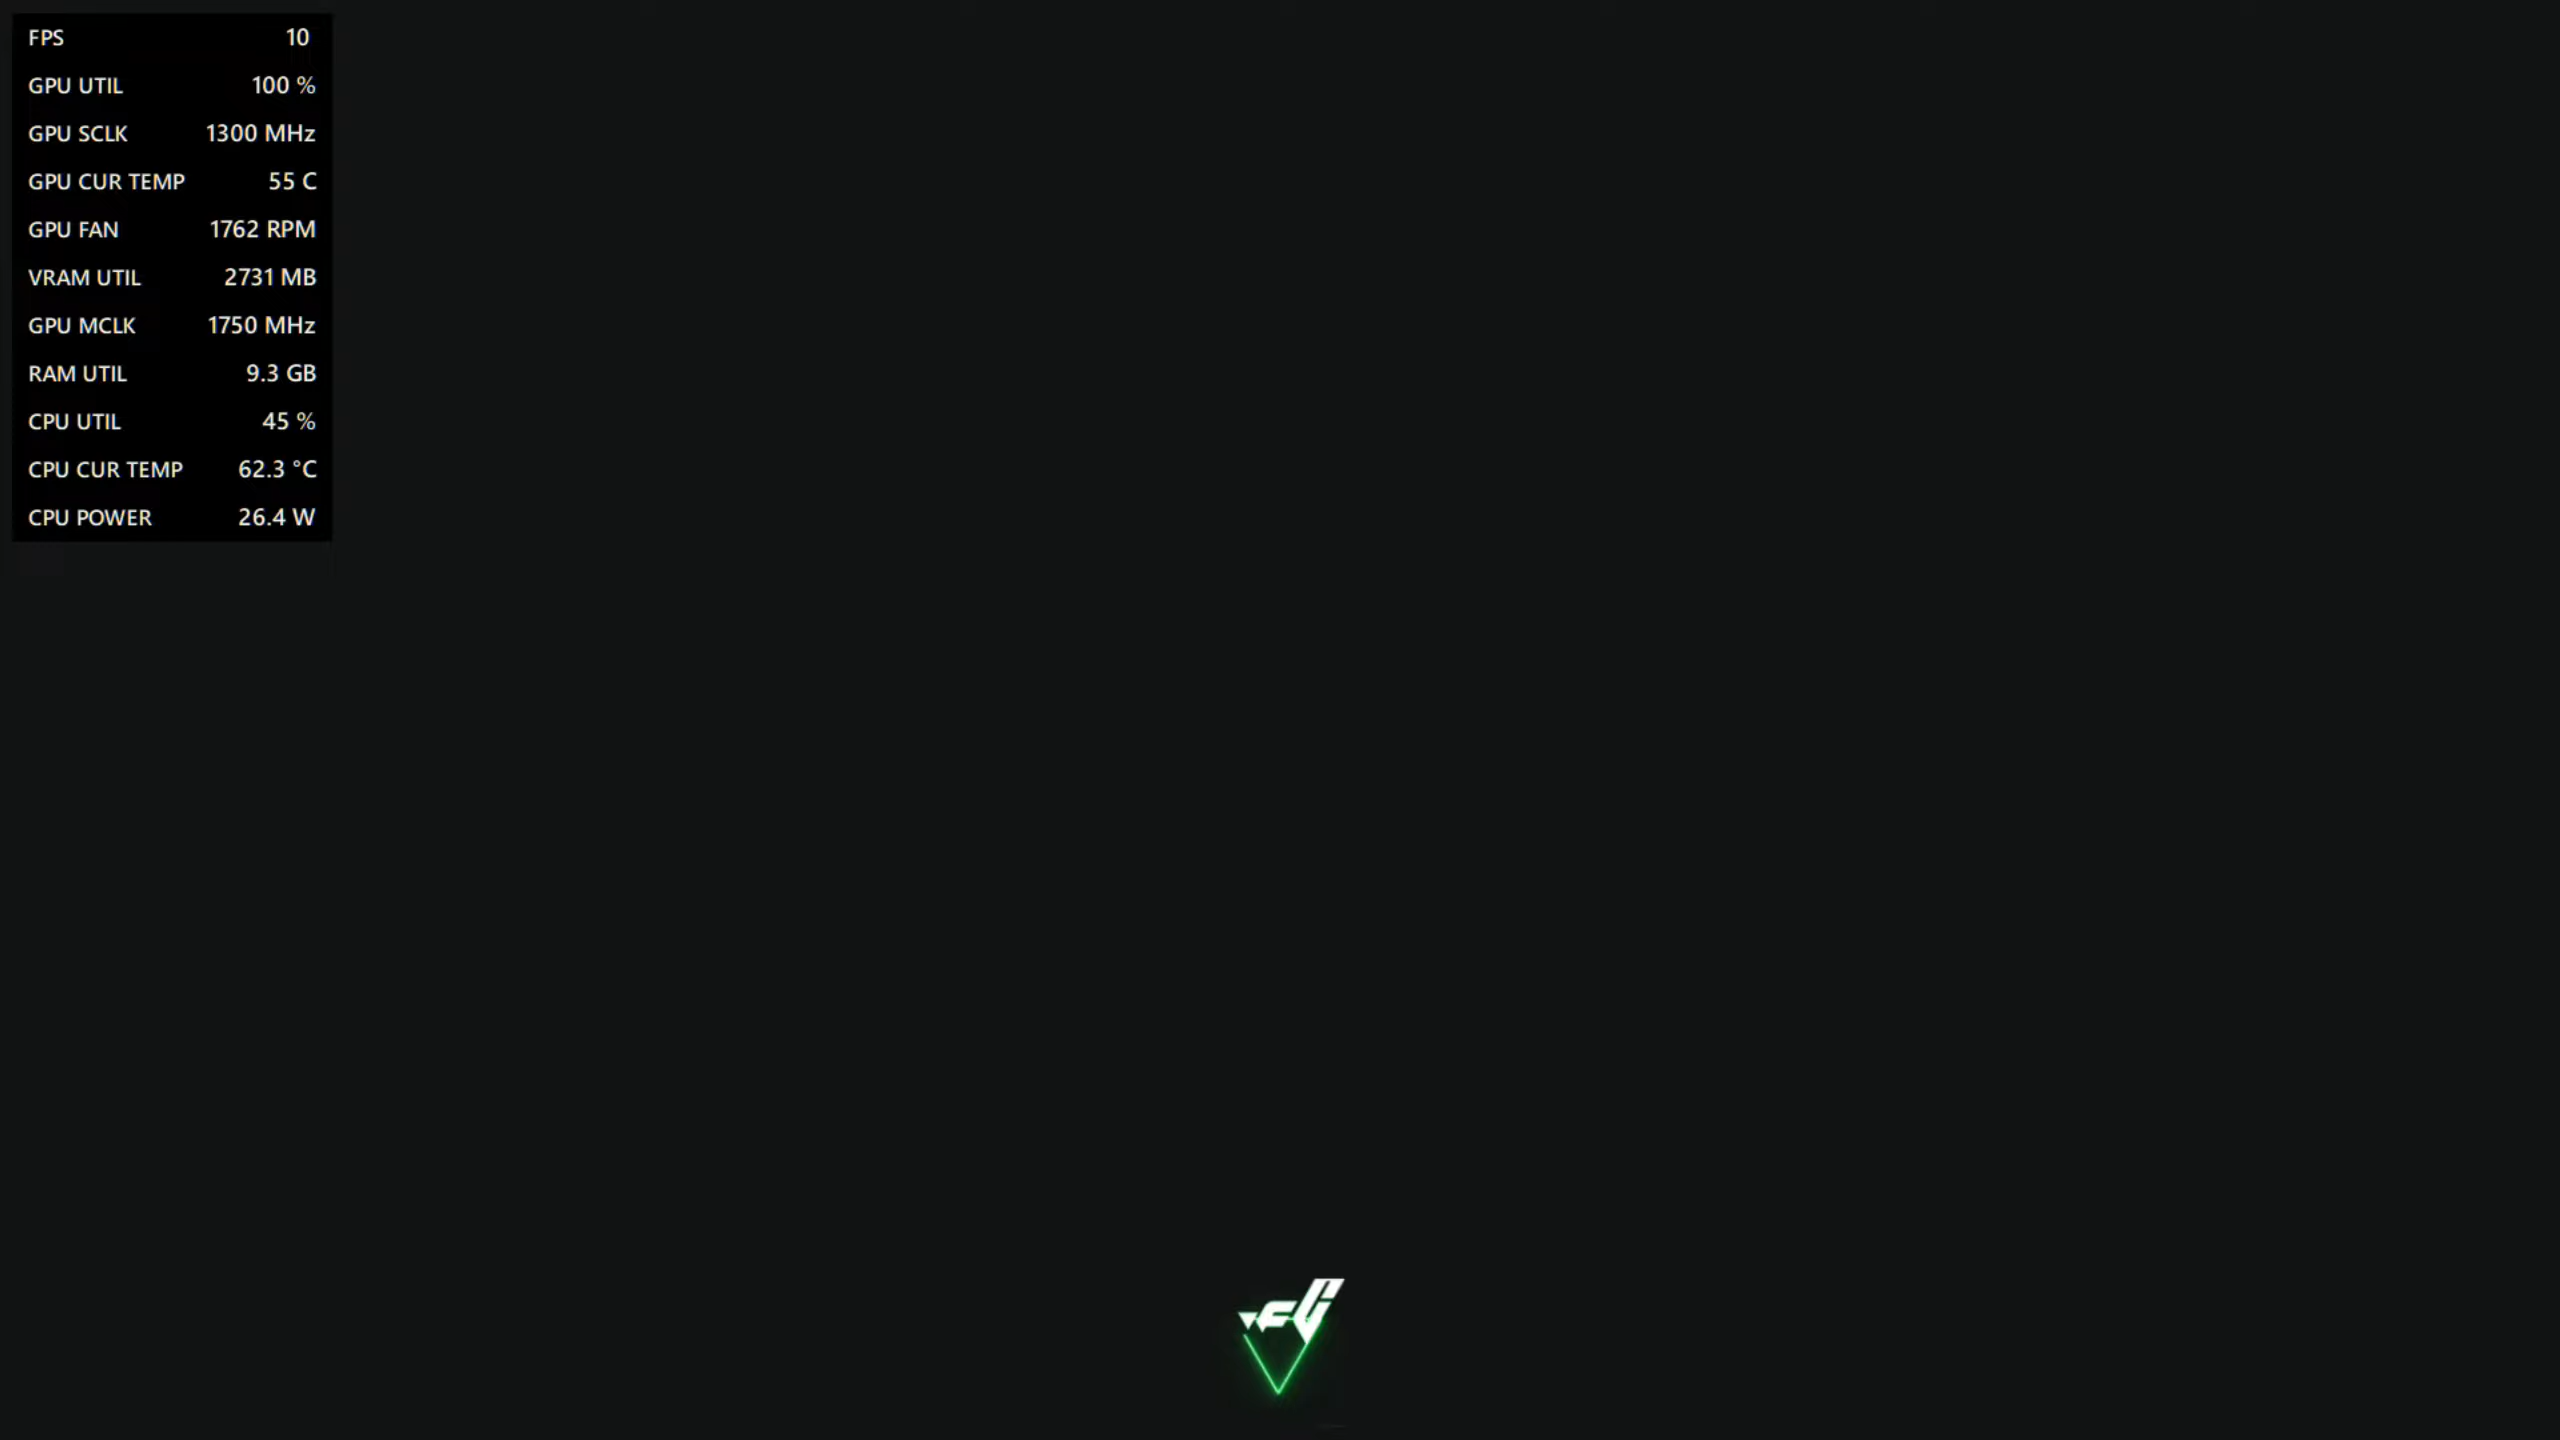 FPS 10
GPU UTIL 100 %
GPU SCLK 1300 MHz
GPU CUR TEMP 55 C
GPU FAN 1762 RPM
VRAM UTIL 2731 MB
GPU MCLK 1750 MHz
RAM UTIL 9.3 GB
CPU UTIL 45 %
CPU CUR TEMP 62.3 °C
CPU POWER 26.4 W